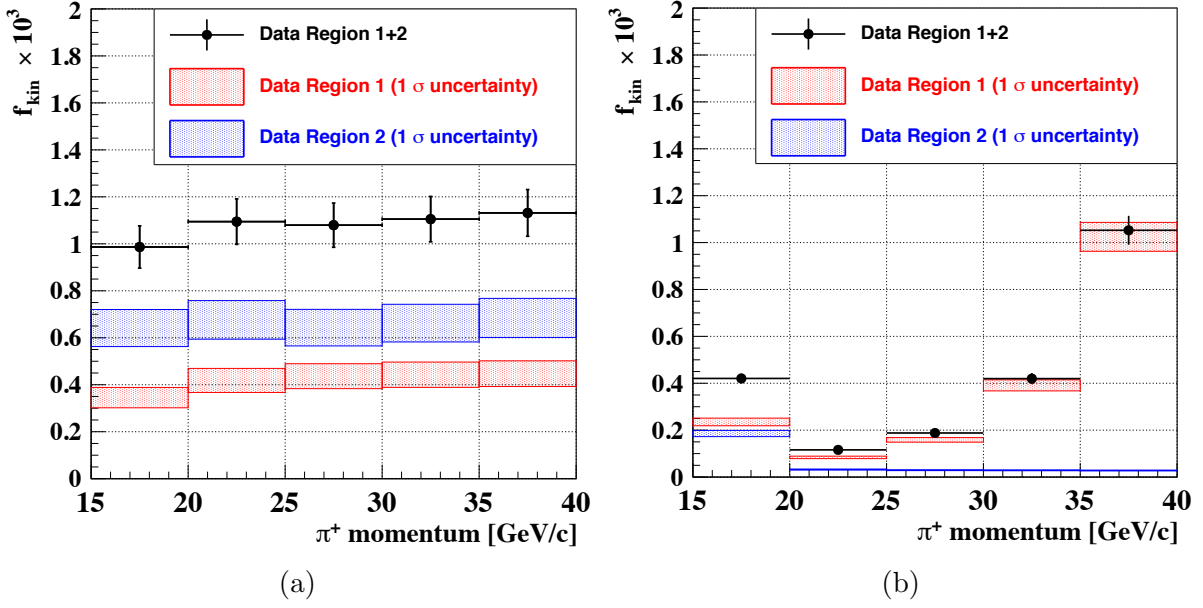 f_kin × 10³
2
1.8
1.6
1.4
1.2
1
0.8
0.6
0.4
0.2
0
Data Region 1+2
Data Region 1 (1 σ uncertainty)
Data Region 2 (1 σ uncertainty)
15 20 25 30 35 40
π⁺ momentum [GeV/c]
(a)
f_kin × 10³
2
1.8
1.6
1.4
1.2
1
0.8
0.6
0.4
0.2
0
Data Region 1+2
Data Region 1 (1 σ uncertainty)
Data Region 2 (1 σ uncertainty)
15 20 25 30 35 40
π⁺ momentum [GeV/c]
(b)